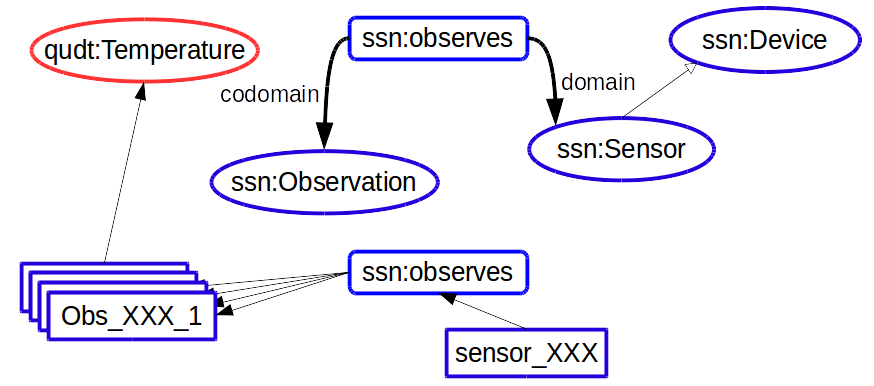 ssn:observes
ssn:Device
qudt:Temperature
codomain
domain
ssn:Observation
ssn:Sensor
ssn:observes
Obs_XXX_1
sensor_XXX